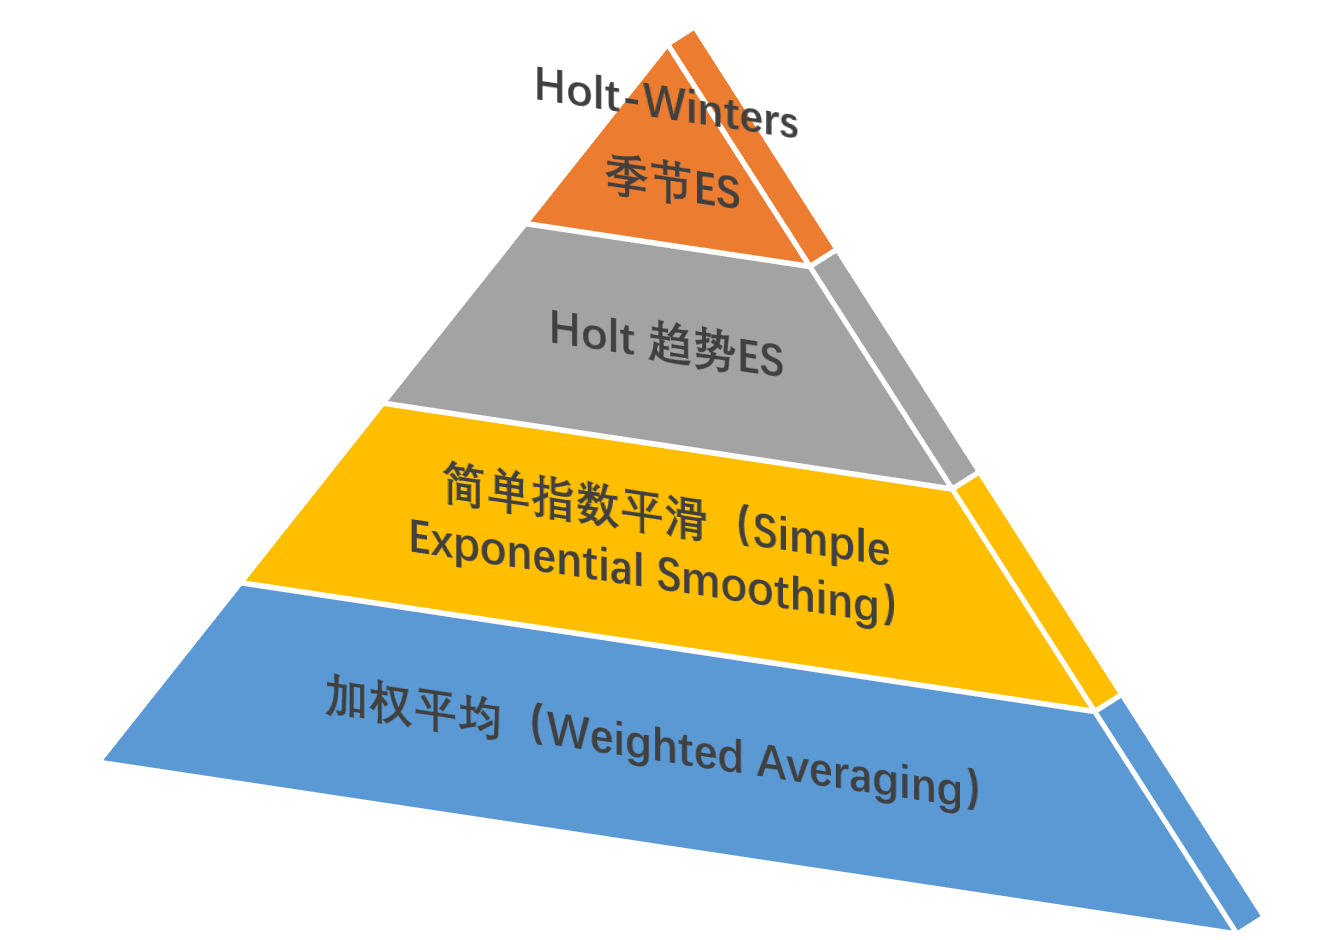 Holt-Winters
季节ES
Holt 趋势ES
简单指数平滑（Simple
Exponential Smoothing）
加权平均（Weighted Averaging）